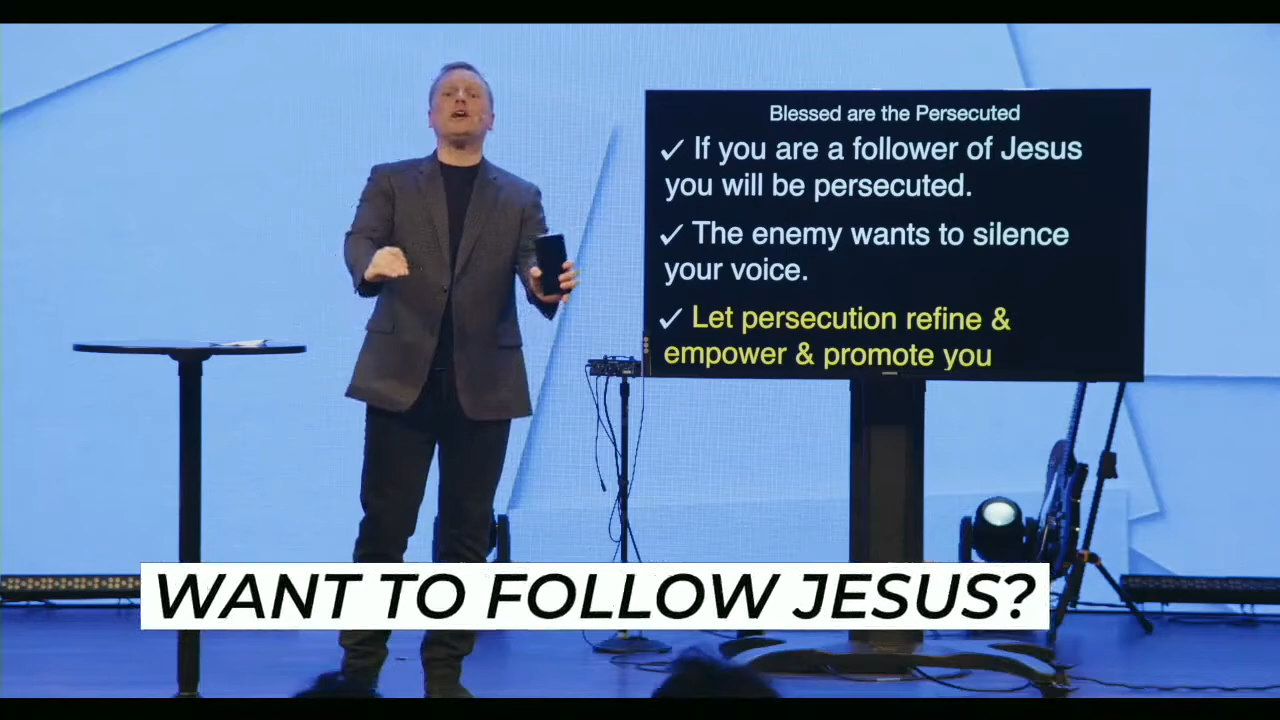 Blessed are the Persecuted
✓ If you are a follower of Jesus
you will be persecuted.
✓ The enemy wants to silence
your voice.
✓ Let persecution refine &
empower & promote you
WANT TO FOLLOW JESUS?